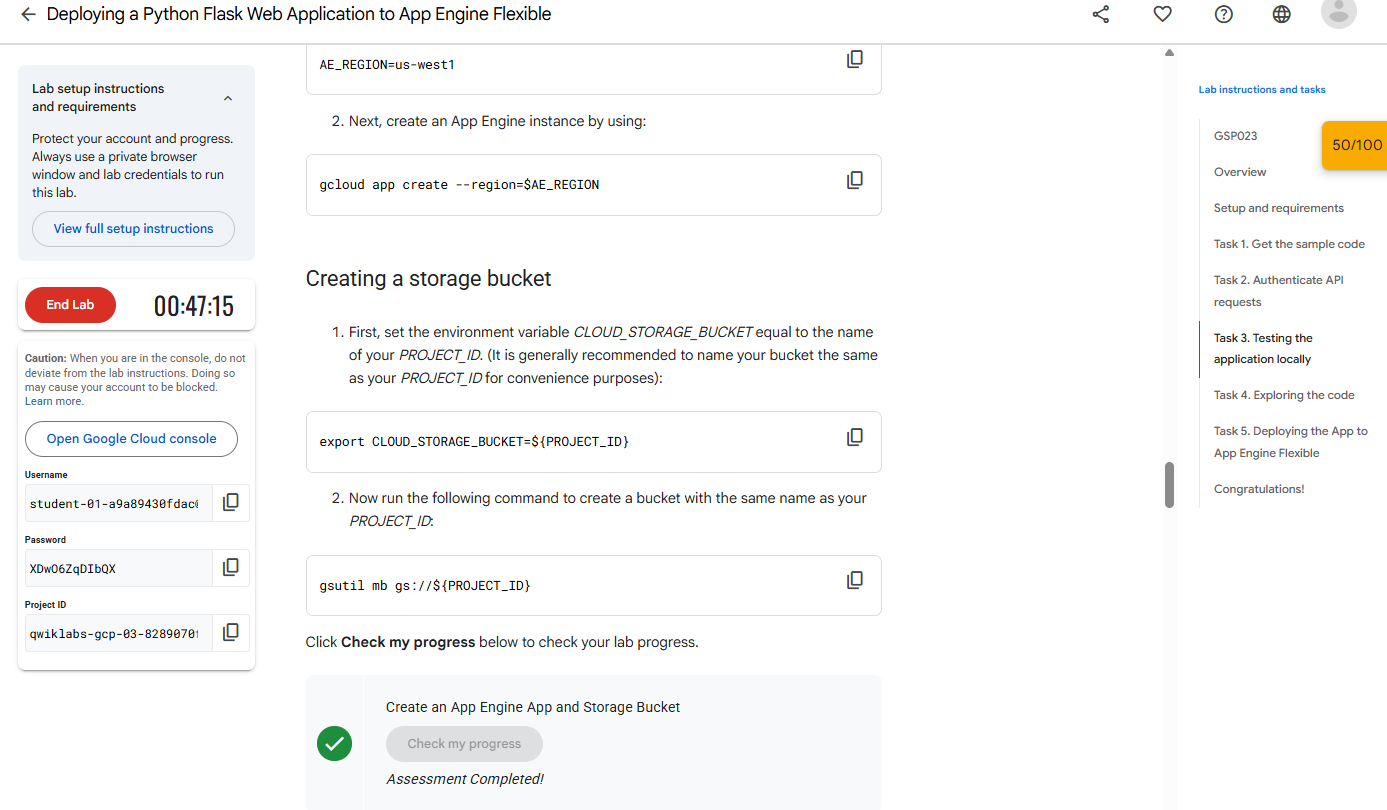 Deploying a Python Flask Web Application to App Engine Flexible
Lab setup instructions
and requirements
Protect your account and progress.
Always use a private browser
window and lab credentials to run
this lab.
View full setup instructions
End Lab
00:47:15
Caution: When you are in the console, do not
deviate from the lab instructions. Doing so
may cause your account to be blocked.
Learn more.
Open Google Cloud console
Username
student-01-a9a89430fdac
Password
XDwO6ZqDIbQX
Project ID
qwiklabs-gcp-03-8289070
AE_REGION=us-west1
2. Next, create an App Engine instance by using:
gcloud app create --region=$AE_REGION
Creating a storage bucket
1. First, set the environment variable CLOUD_STORAGE_BUCKET equal to the name
of your PROJECT_ID. (It is generally recommended to name your bucket the same
as your PROJECT_ID for convenience purposes):
export CLOUD_STORAGE_BUCKET=${PROJECT_ID}
2. Now run the following command to create a bucket with the same name as your
PROJECT_ID:
gsutil mb gs://${PROJECT_ID}
Click Check my progress below to check your lab progress.
Create an App Engine App and Storage Bucket
Check my progress
Assessment Completed!
Lab instructions and tasks
GSP023
50/100
Overview
Setup and requirements
Task 1. Get the sample code
Task 2. Authenticate API
requests
Task 3. Testing the
application locally
Task 4. Exploring the code
Task 5. Deploying the App to
App Engine Flexible
Congratulations!